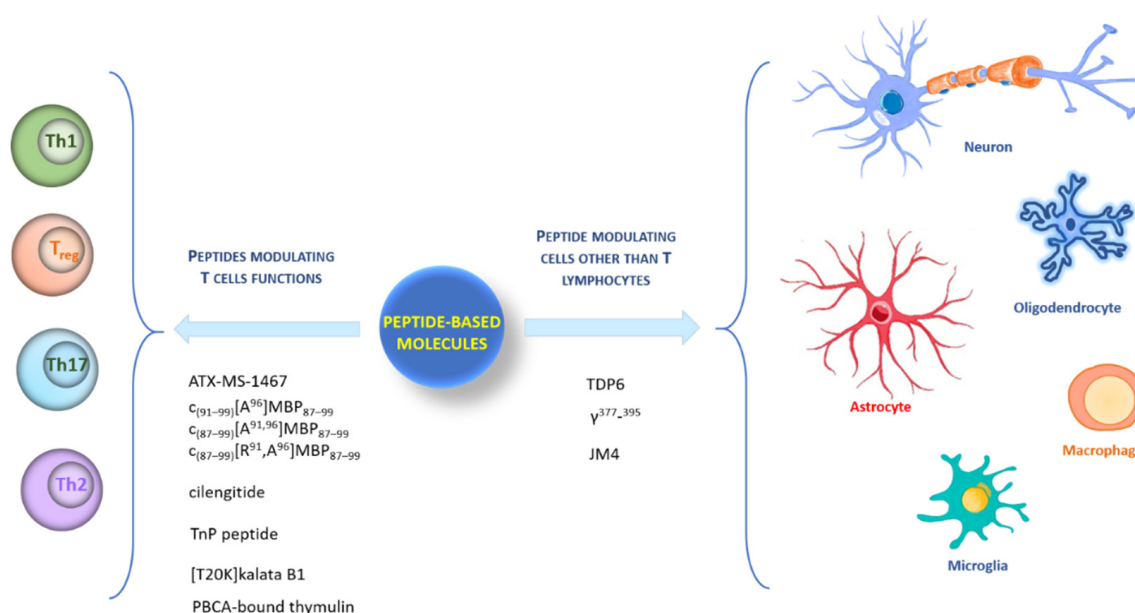 Th1
Treg
Th17
Th2
PEPTIDES MODULATING
T CELLS FUNCTIONS
ATX-MS-1467
c(91–99)[A96]MBP87–99
c(87–99)[A91,96]MBP87–99
c(87–99)[R91,A96]MBP87–99
cilengitide
TnP peptide
[T20K]kalata B1
PBCA-bound thymulin
PEPTIDE-BASED
MOLECULES
PEPTIDE MODULATING
CELLS OTHER THAN T
LYMPHOCYTES
TDP6
γ377-395
JM4
Neuron
Oligodendrocyte
Astrocyte
Macrophag
Microglia